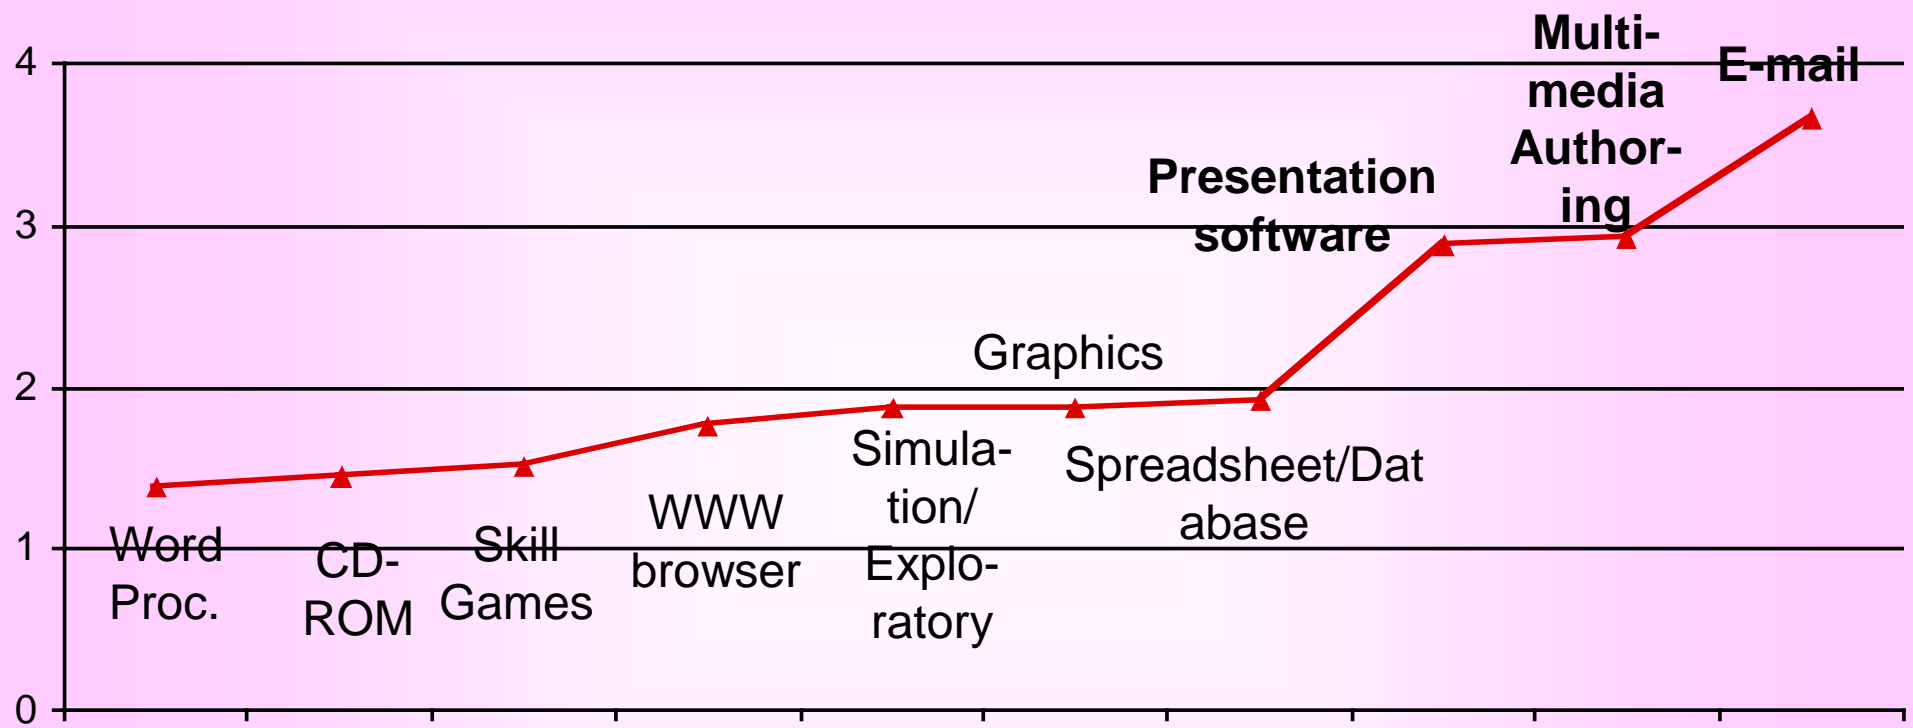 4
3
2
1
0
Word
Proc.
CD-
ROM
Skill
Games
WWW
browser
Simula-
tion/
Explo-
ratory
Graphics
Spreadsheet/Dat
abase
Presentation
software
Multi-
media
Author-
ing
E-mail